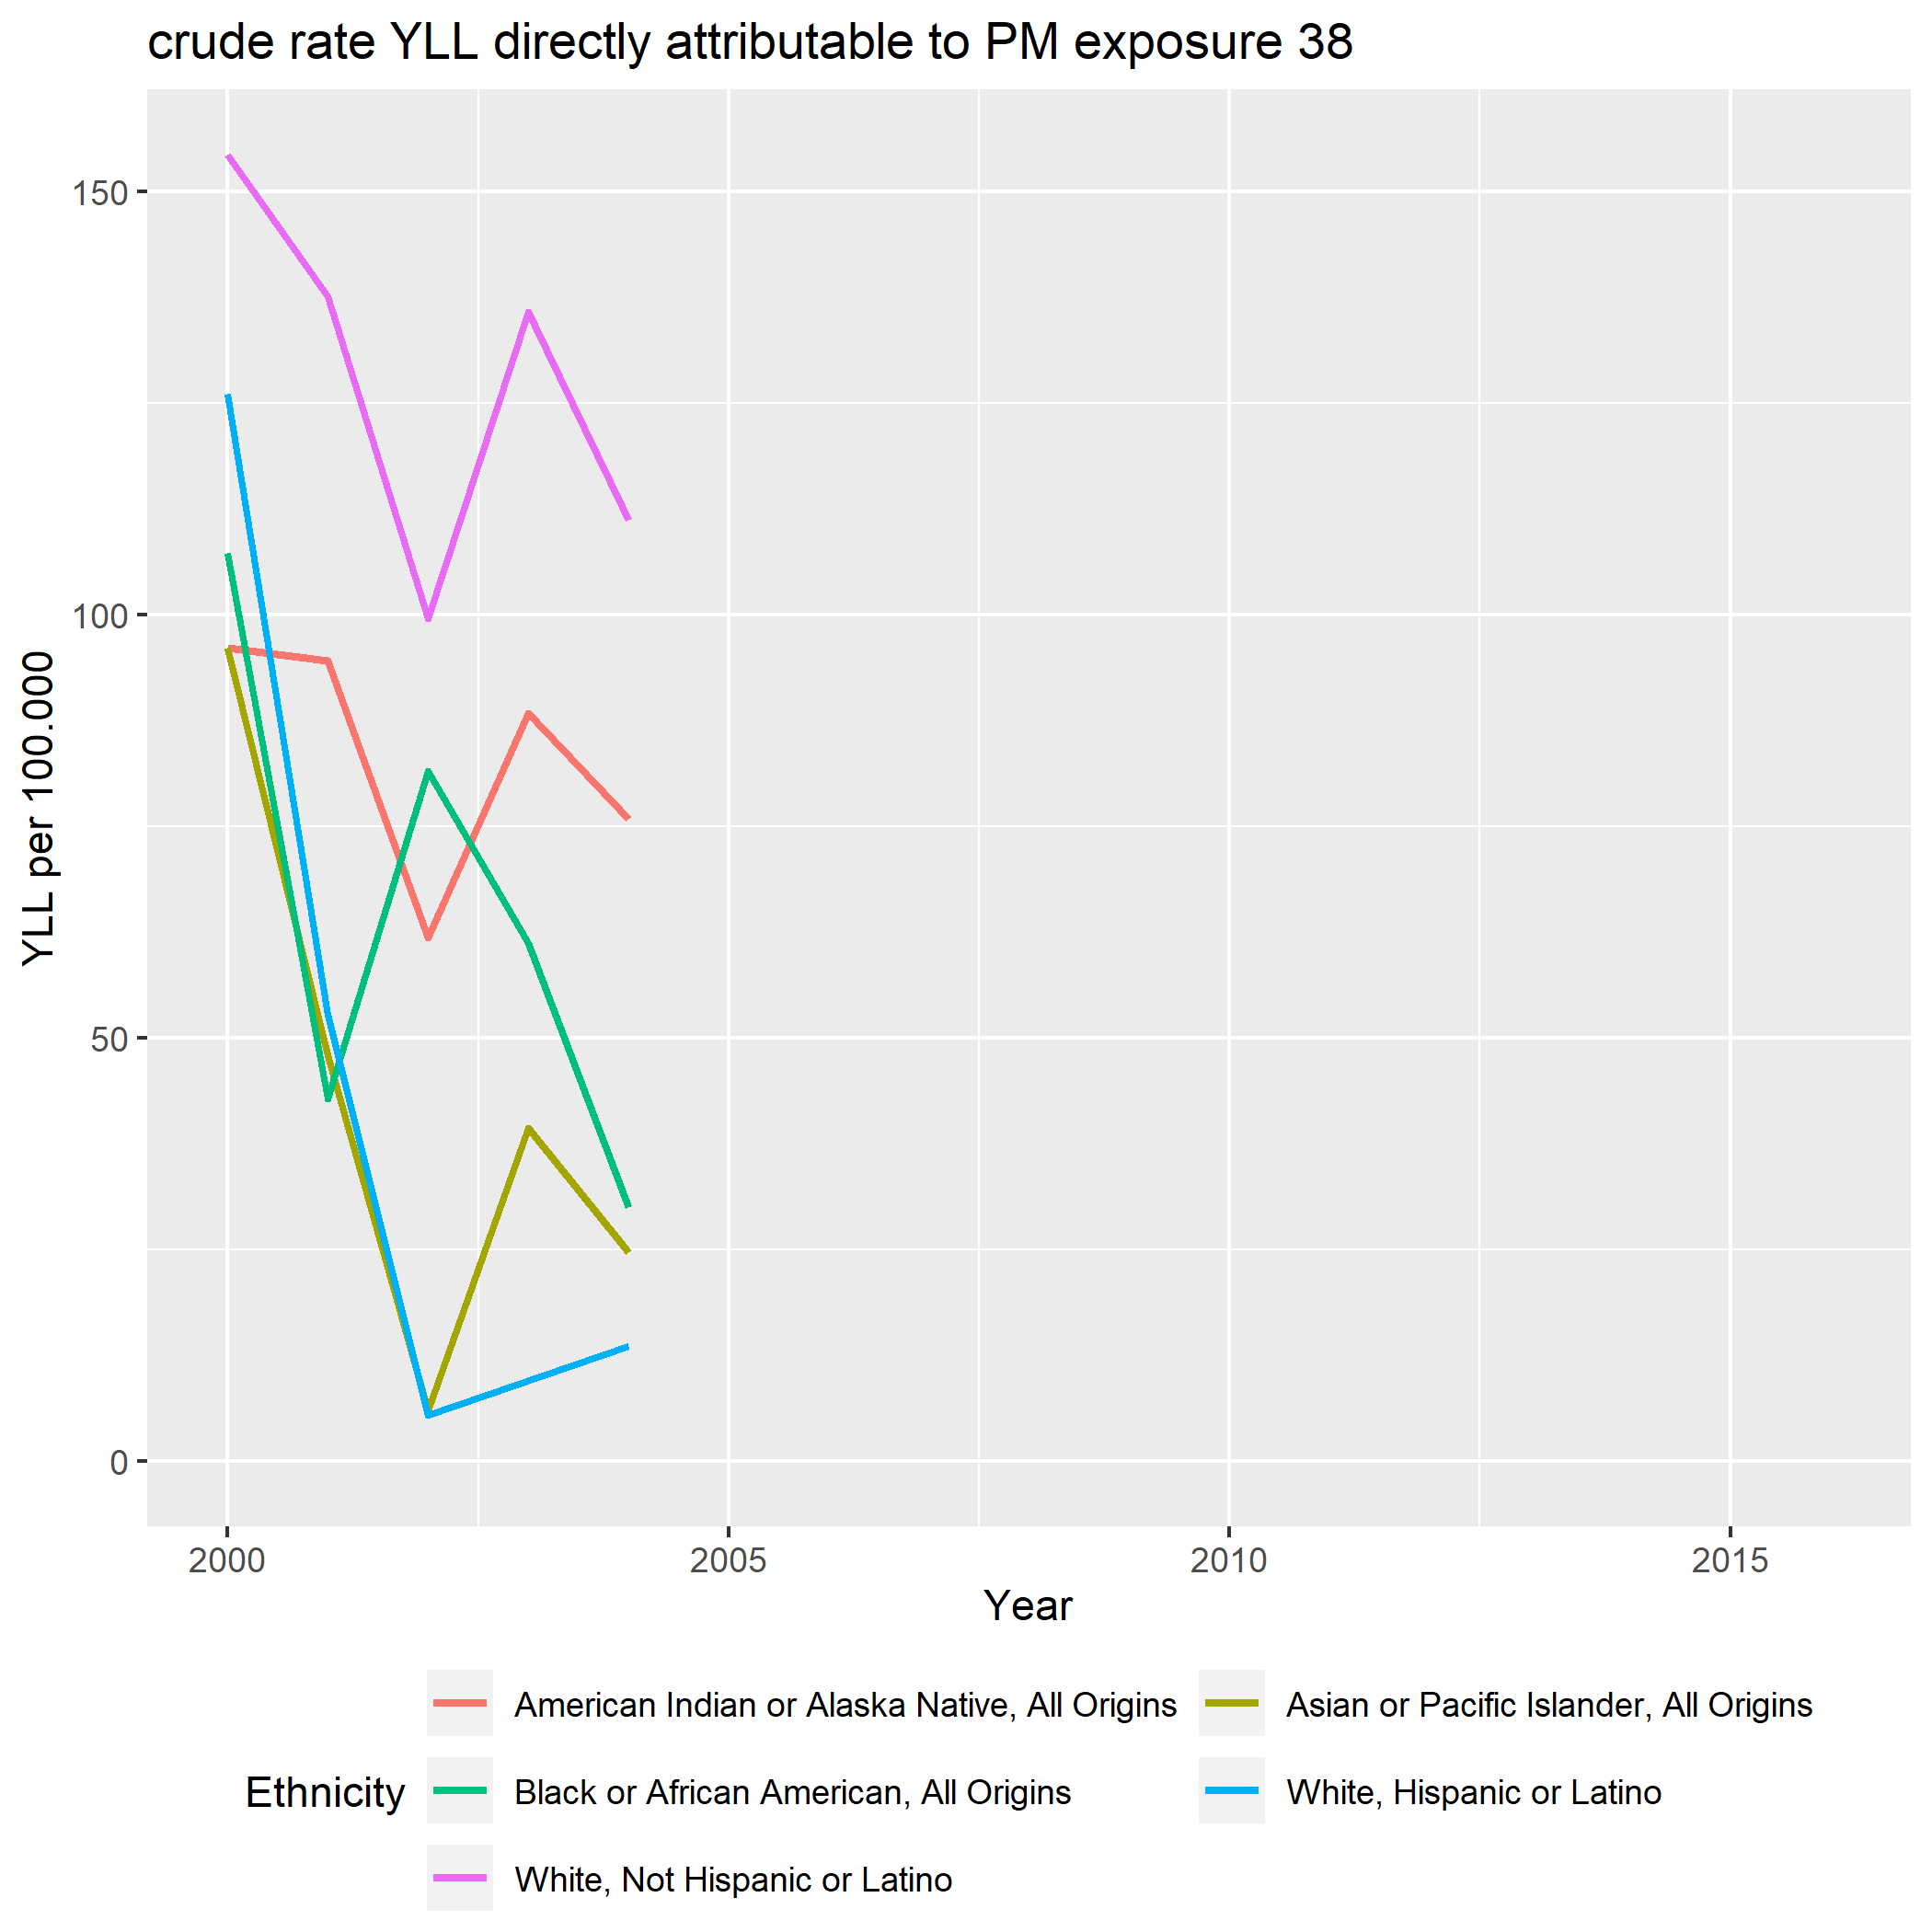 crude rate YLL directly attributable to PM exposure 38
YLL per 100.000
150
100
50
0
2000 2005 2010 2015
Year
Ethnicity
American Indian or Alaska Native, All Origins
Asian or Pacific Islander, All Origins
Black or African American, All Origins
White, Hispanic or Latino
White, Not Hispanic or Latino